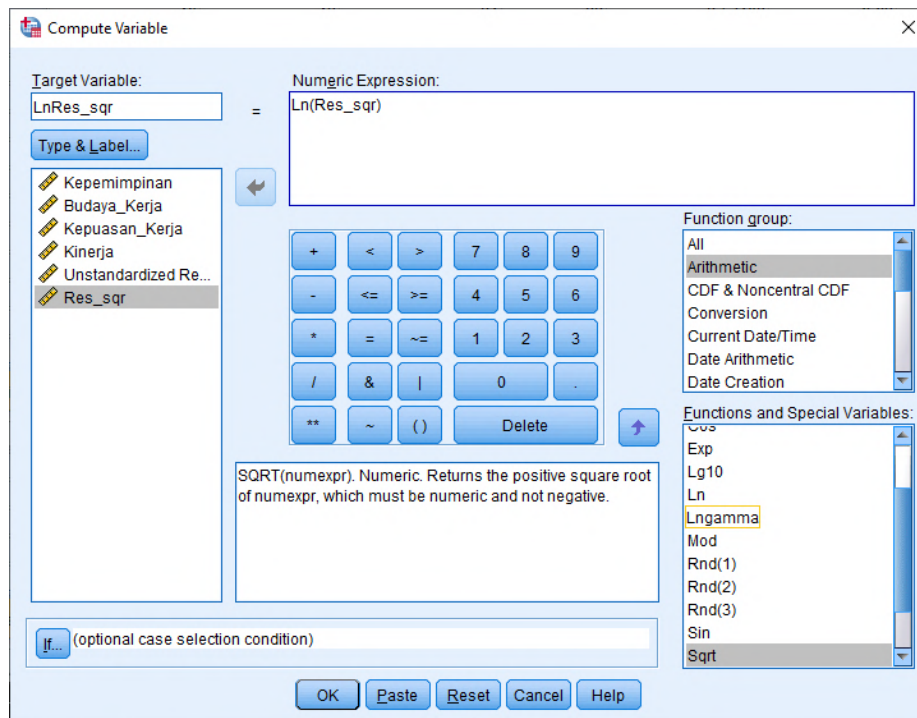 Compute Variable
Target Variable:
LnRes_sqr
=
Numeric Expression:
Ln(Res_sqr)
Type & Label...
Kepemimpinan
Budaya_Kerja
Kepuasan_Kerja
Kinerja
Unstandardized Re...
Res_sqr
+ < > 7 8 9
- <= >= 4 5 6
* = ~= 1 2 3
/ & | 0 .
** ~ ( ) Delete
Function group:
All
Arithmetic
CDF & Noncentral CDF
Conversion
Current Date/Time
Date Arithmetic
Date Creation
SQRT(numexpr). Numeric. Returns the positive square root
of numexpr, which must be numeric and not negative.
Functions and Special Variables:
Cos
Exp
Lg10
Ln
Lngamma
Mod
Rnd(1)
Rnd(2)
Rnd(3)
Sin
Sqrt
If... (optional case selection condition)
OK Paste Reset Cancel Help